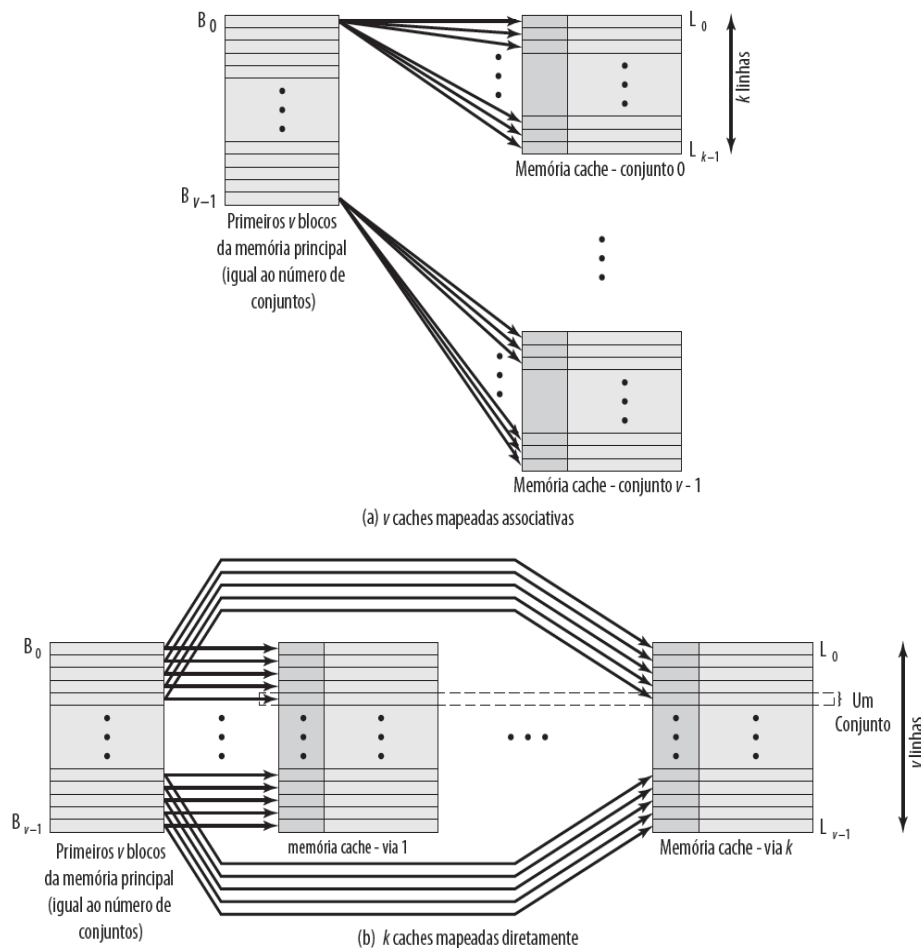 B 0
L 0
k linhas
L k–1
Memória cache - conjunto 0
B v–1
Primeiros v blocos
da memória principal
(igual ao número de
conjuntos)
Memória cache - conjunto v - 1
(a) v caches mapeadas associativas
B 0
L 0
Um
Conjunto
v linhas
B v–1
L v–1
Primeiros v blocos
da memória principal
(igual ao número de
conjuntos)
memória cache - via 1
Memória cache - via k
(b) k caches mapeadas diretamente